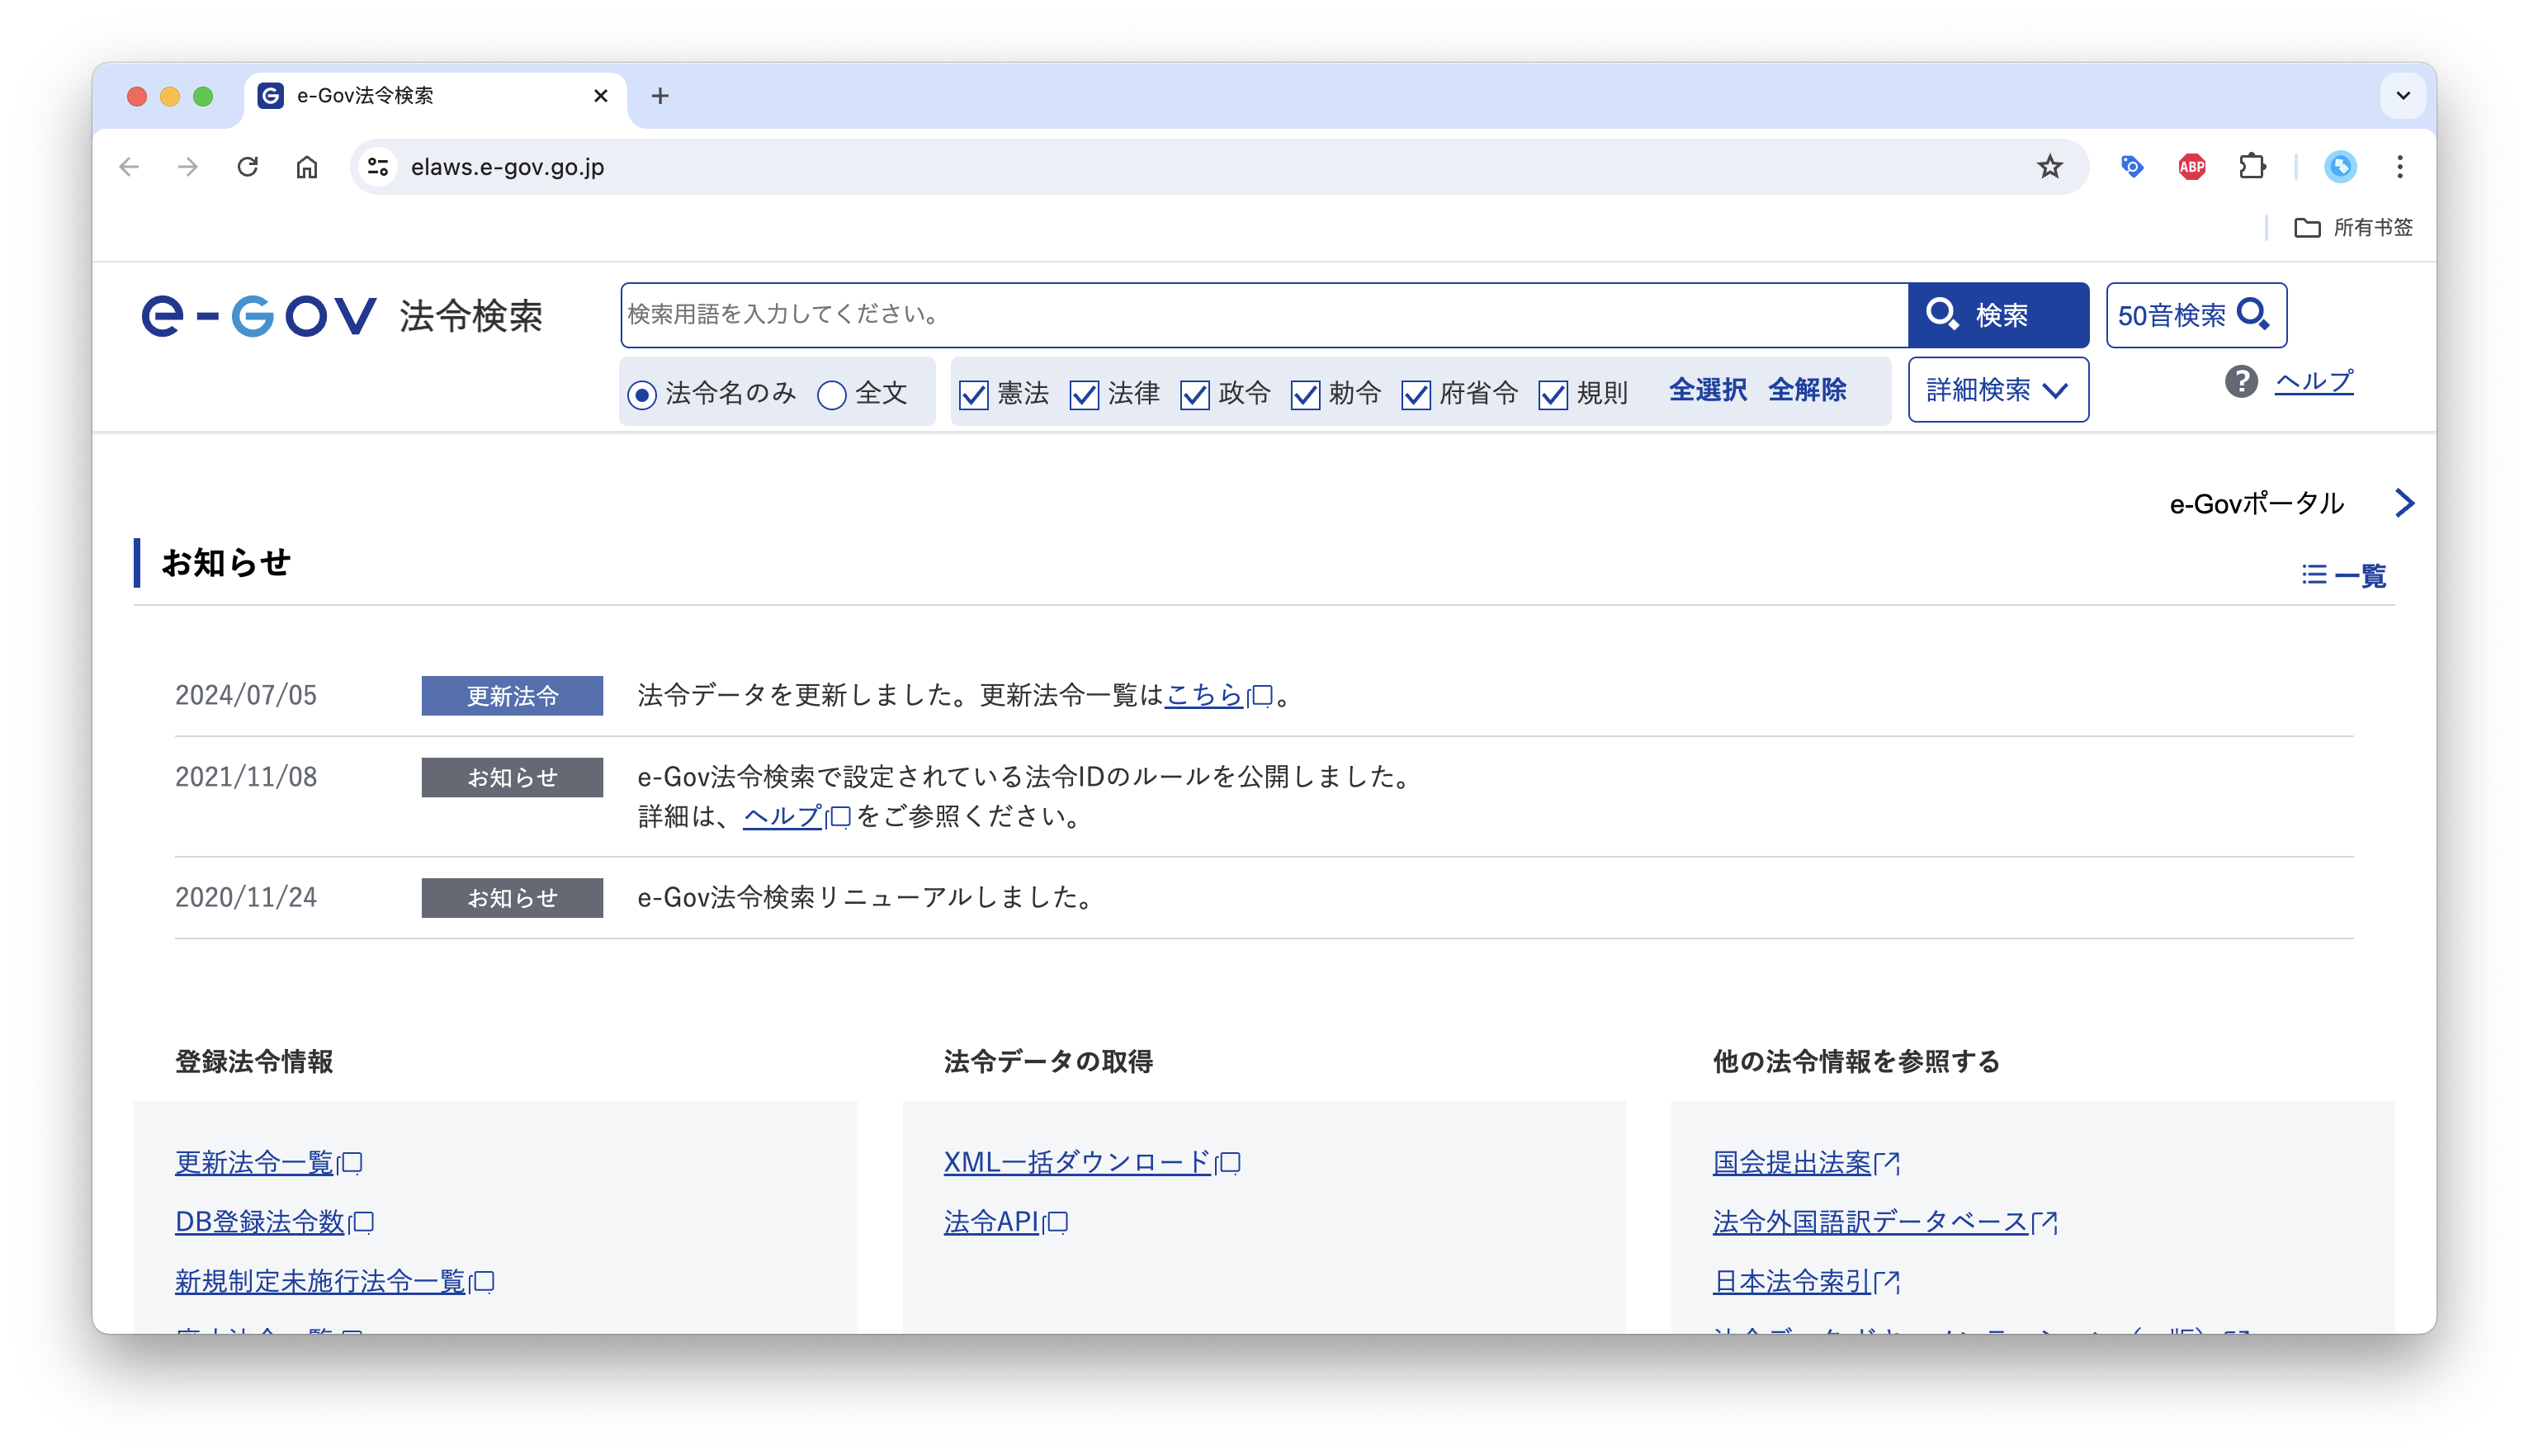 e-Gov法令検索
elaws.e-gov.go.jp
ABP
所有书签
e-GOV 法令検索
検索用語を入力してください。
検索
50音検索
法令名のみ 全文 憲法 法律 政令 勅令 府省令 規則 全選択 全解除
詳細検索
ヘルプ
e-Govポータル
お知らせ
一覧
2024/07/05 更新法令 法令データを更新しました。更新法令一覧はこちら。
2021/11/08 お知らせ e-Gov法令検索で設定されている法令IDのルールを公開しました。
詳細は、ヘルプをご参照ください。
2020/11/24 お知らせ e-Gov法令検索リニューアルしました。
登録法令情報
更新法令一覧
DB登録法令数
新規制定未施行法令一覧
法令データの取得
XML一括ダウンロード
法令API
他の法令情報を参照する
国会提出法案
法令外国語訳データベース
日本法令索引